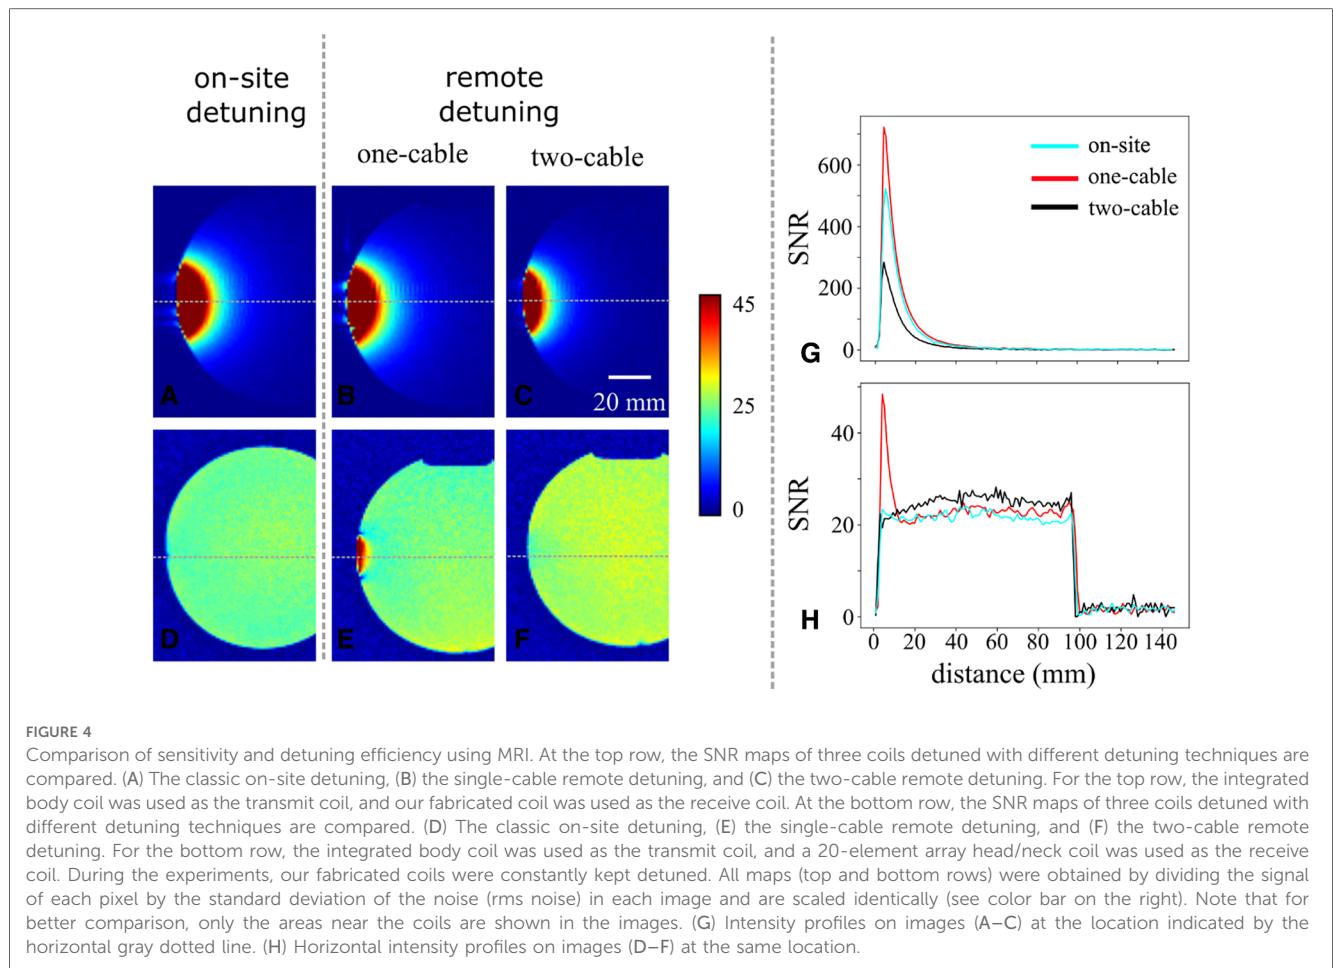 on-site
detuning
remote
detuning
one-cable
two-cable
A
B
C
20 mm
D
E
F
45
25
0
SNR
600
400
200
0
on-site
one-cable
two-cable
G
SNR
40
20
0
H
0 20 40 60 80 100 120 140
distance (mm)
FIGURE 4
Comparison of sensitivity and detuning efficiency using MRI. At the top row, the SNR maps of three coils detuned with different detuning techniques are
compared. (A) The classic on-site detuning, (B) the single-cable remote detuning, and (C) the two-cable remote detuning. For the top row, the integrated
body coil was used as the transmit coil, and our fabricated coil was used as the receive coil. At the bottom row, the SNR maps of three coils detuned with
different detuning techniques are compared. (D) The classic on-site detuning, (E) the single-cable remote detuning, and (F) the two-cable remote
detuning. For the bottom row, the integrated body coil was used as the transmit coil, and a 20-element array head/neck coil was used as the receive
coil. During the experiments, our fabricated coils were constantly kept detuned. All maps (top and bottom rows) were obtained by dividing the signal
of each pixel by the standard deviation of the noise (rms noise) in each image and are scaled identically (see color bar on the right). Note that for
better comparison, only the areas near the coils are shown in the images. (G) Intensity profiles on images (A–C) at the location indicated by the
horizontal gray dotted line. (H) Horizontal intensity profiles on images (D–F) at the same location.